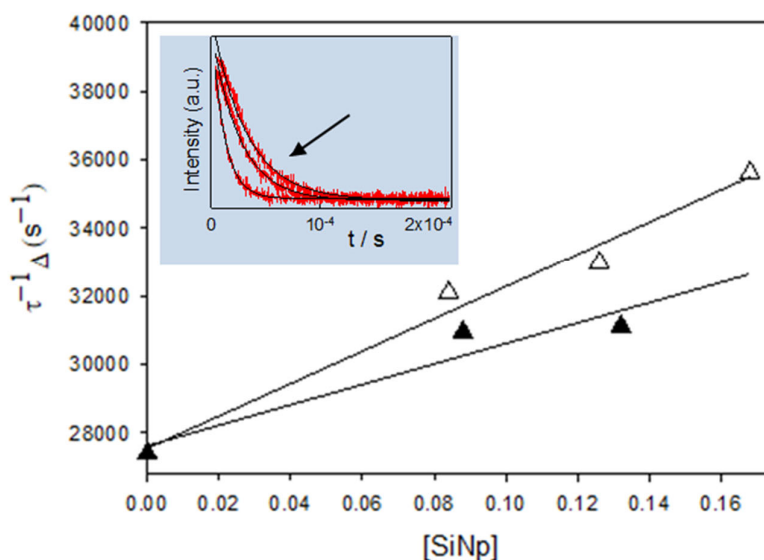 40000
38000
36000
34000
32000
30000
28000
τ⁻¹Δ (s⁻¹)
Intensity (a.u.)
0
10⁻⁴
2x10⁻⁴
t / s
0.00 0.02 0.04 0.06 0.08 0.10 0.12 0.14 0.16
[SiNp]